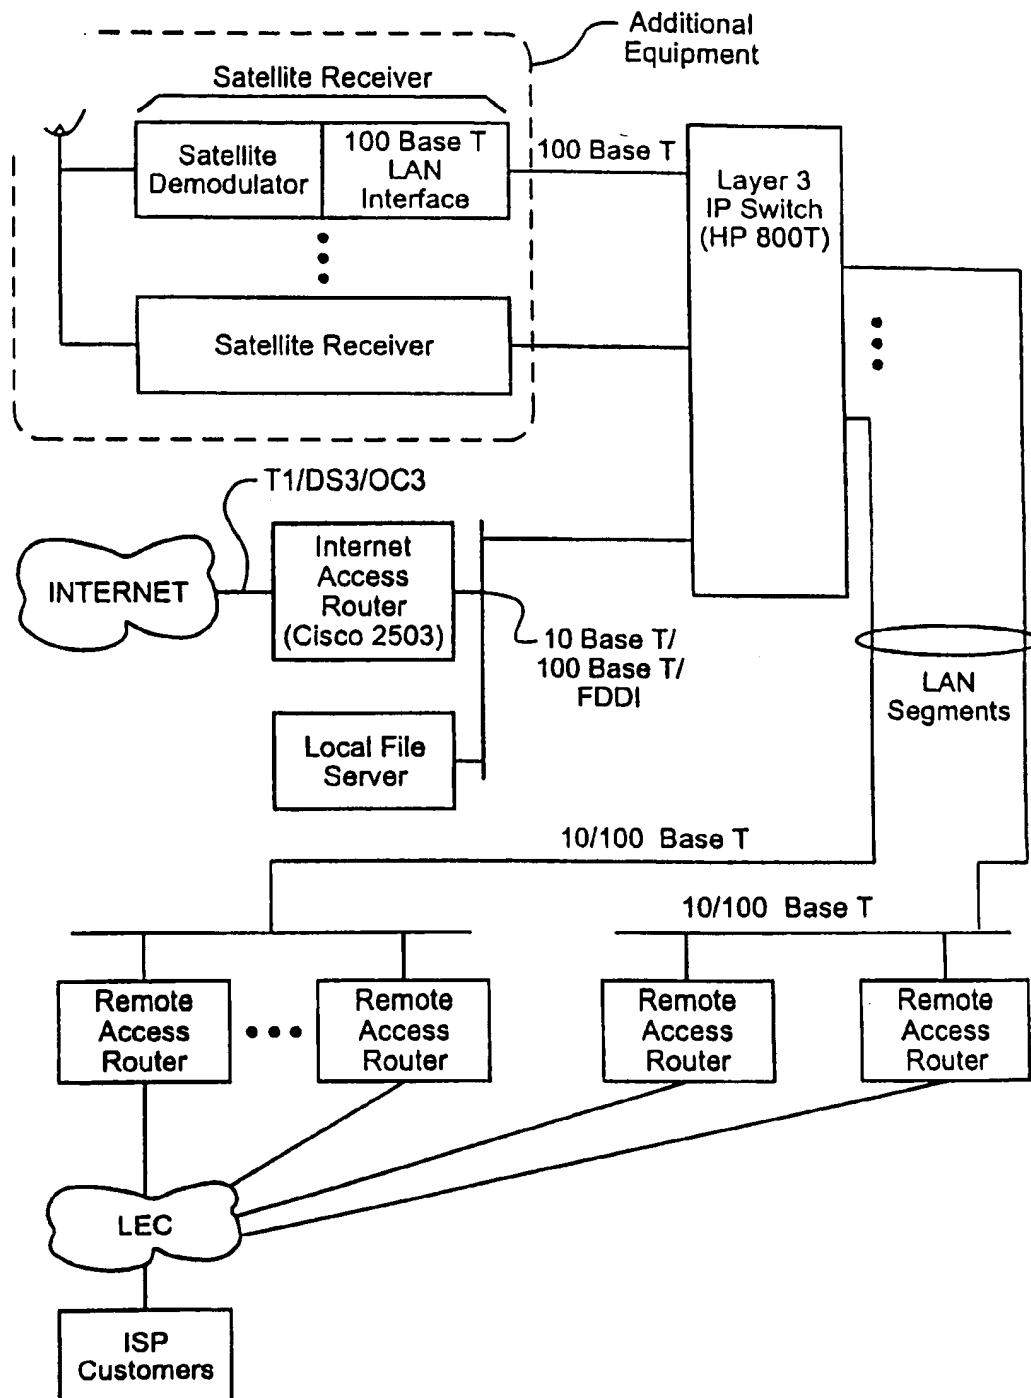 Additional
Equipment
Satellite Receiver
Satellite
Demodulator
100 Base T
LAN
Interface
100 Base T
Layer 3
IP Switch
(HP 800T)
Satellite Receiver
T1/DS3/OC3
INTERNET
Internet
Access
Router
(Cisco 2503)
10 Base T/
100 Base T/
FDDI
LAN
Segments
Local File
Server
10/100 Base T
10/100 Base T
Remote
Access
Router
Remote
Access
Router
Remote
Access
Router
Remote
Access
Router
LEC
ISP
Customers